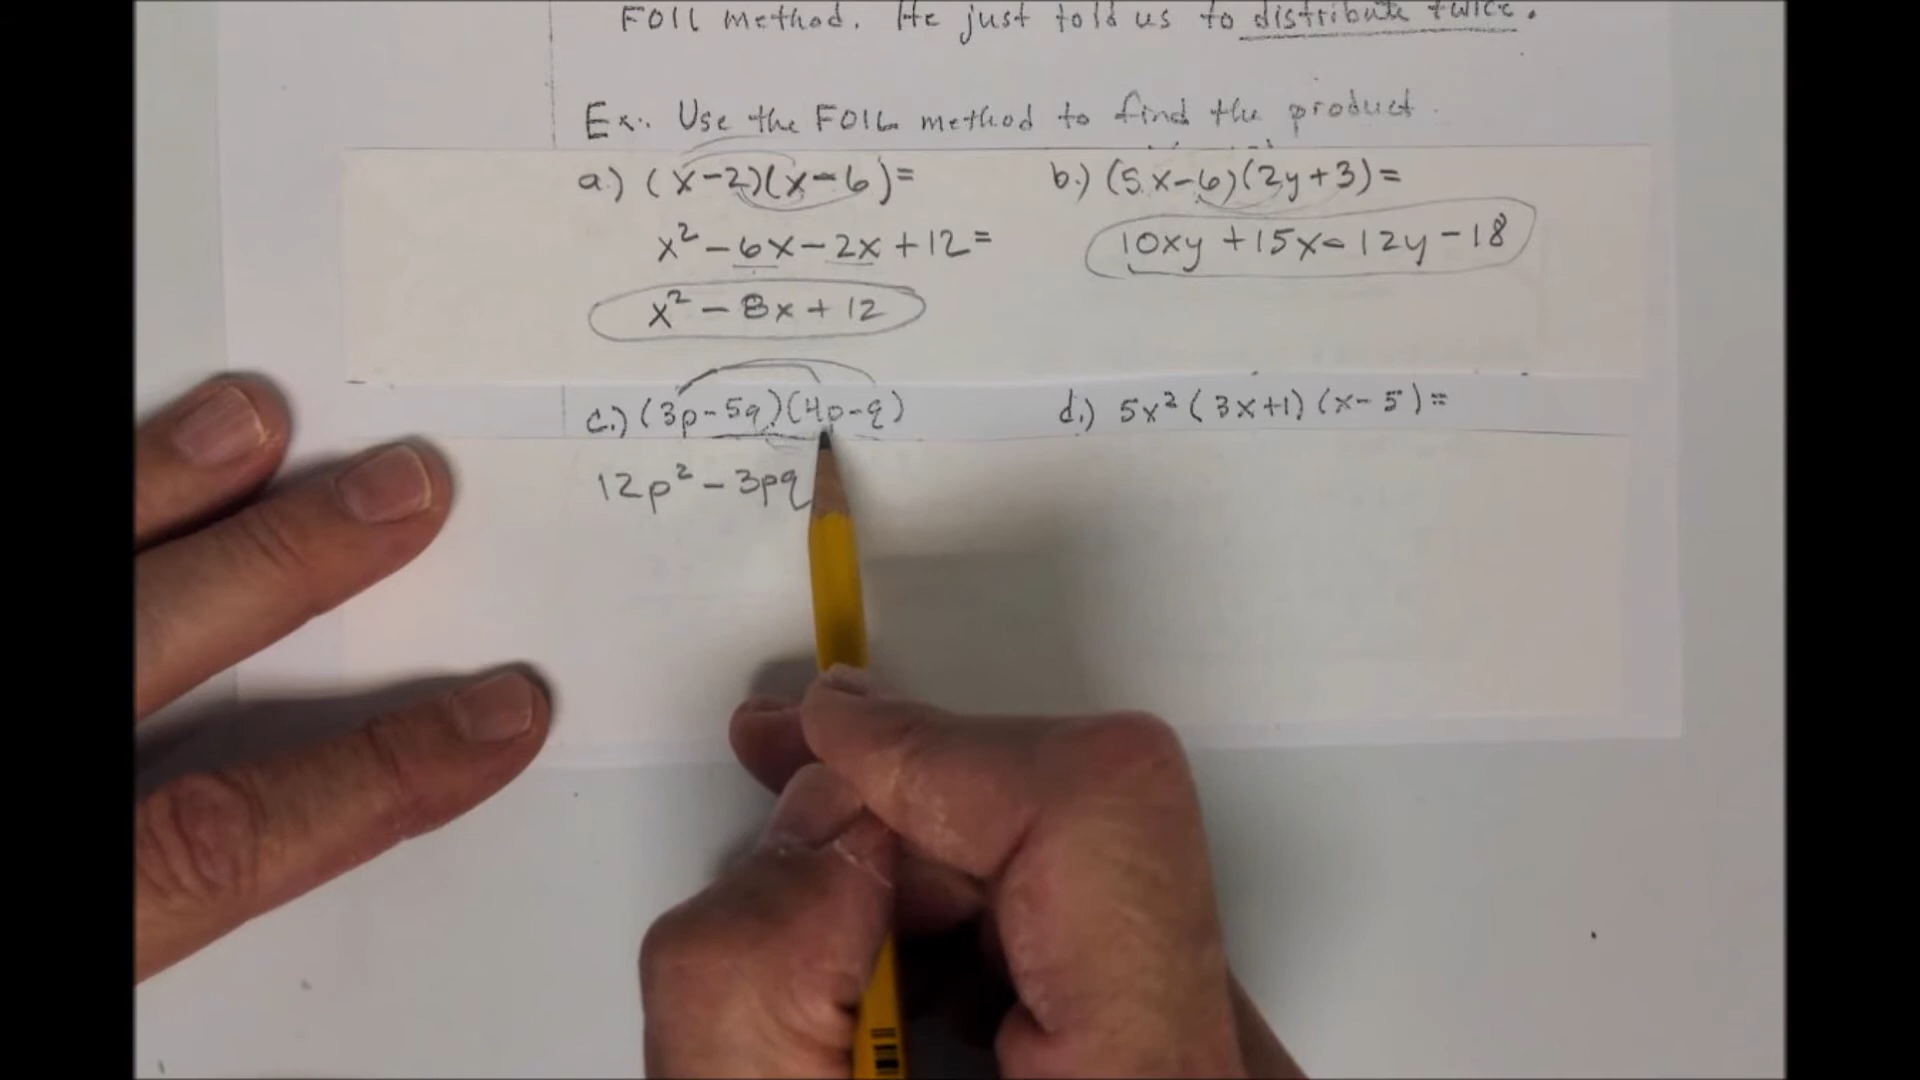 FOIL method. He just told us to distribute twice.
Ex:. Use the FOIL method to find the product.
a.) (x-2)(x-6)=
x² - 6x - 2x + 12 =
x² - 8x + 12
b.) (5x-6)(2y+3)=
10xy + 15x - 12y - 18
c.) (3p-5q)(4p-q)
12p² - 3pq
d.) 5x² (3x+1) (x-5)=